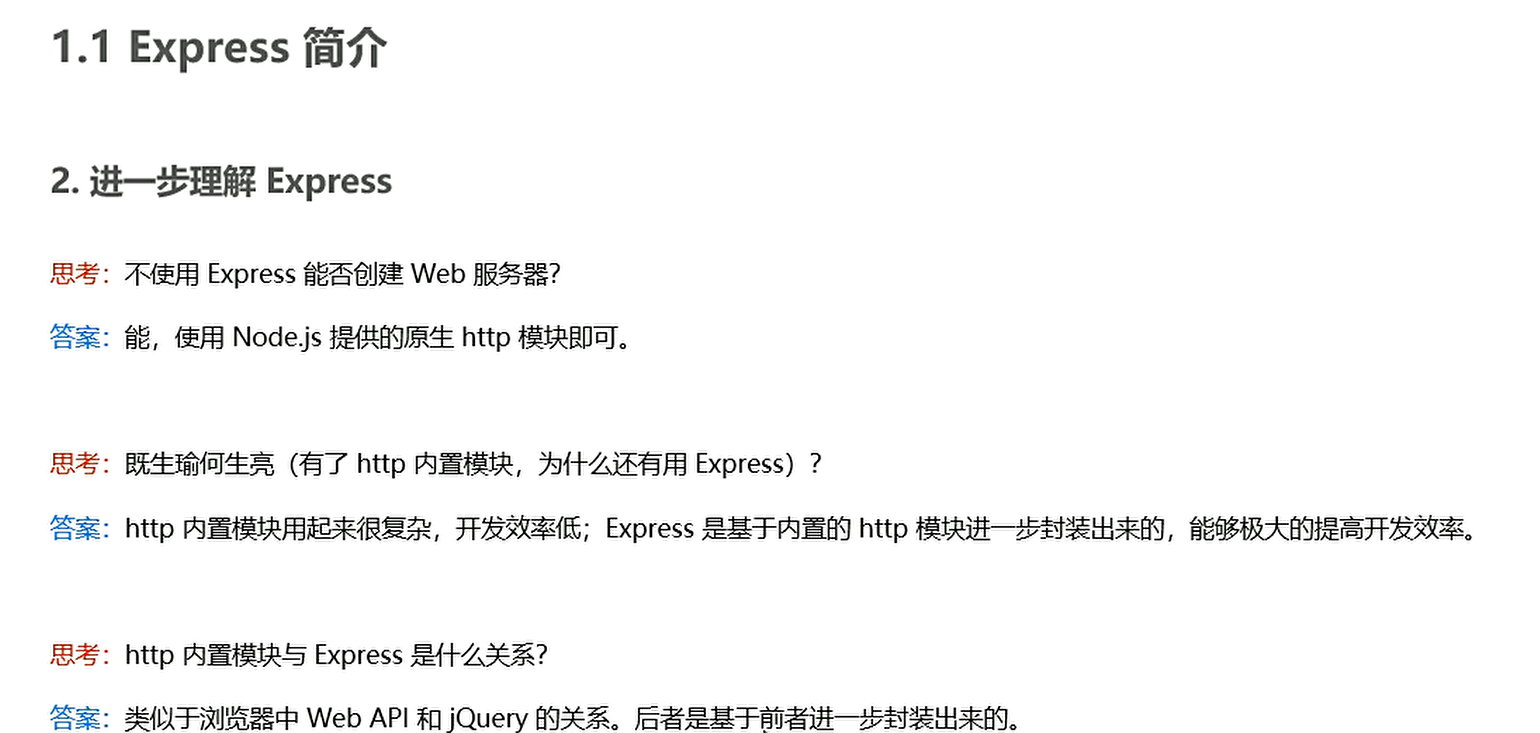 1.1 Express 简介
2. 进一步理解 Express
思考：不使用 Express 能否创建 Web 服务器?
答案：能，使用 Node.js 提供的原生 http 模块即可。
思考：既生瑜何生亮（有了 http 内置模块，为什么还有用 Express）?
答案：http 内置模块用起来很复杂，开发效率低；Express 是基于内置的 http 模块进一步封装出来的，能够极大的提高开发效率。
思考：http 内置模块与 Express 是什么关系?
答案：类似于浏览器中 Web API 和 jQuery 的关系。后者是基于前者进一步封装出来的。